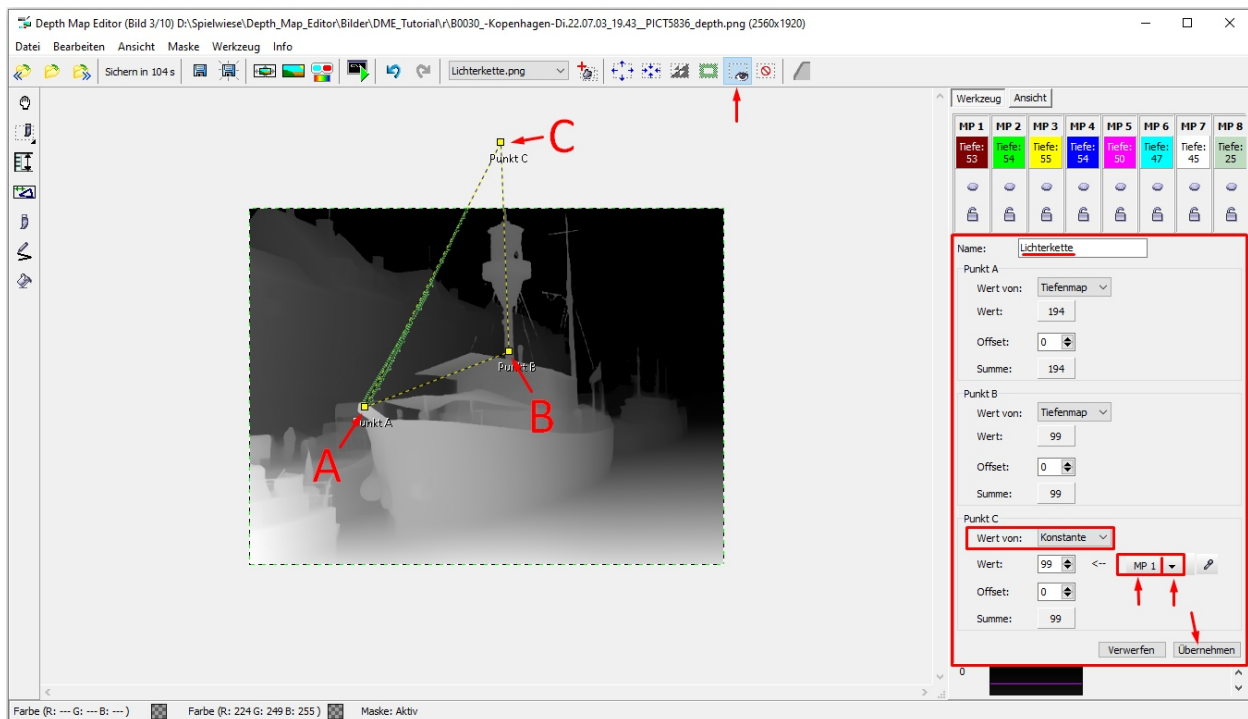 Depth Map Editor (Bild 3/10) D:\Spielwiese\Depth_Map_Editor\Bilder\DME_Tutorial\r\B0030_-Kopenhagen-Di.22.07.03_19.43__PICT5836_depth.png (2560x1920)
Datei Bearbeiten Ansicht Maske Werkzeug Info
Sichern in 104 s Lichterkette.png
Werkzeug Ansicht
MP 1 MP 2 MP 3 MP 4 MP 5 MP 6 MP 7 MP 8
Tiefe: Tiefe: Tiefe: Tiefe: Tiefe: Tiefe: Tiefe: Tiefe:
53 54 55 54 50 47 45 25
C
Punkt C
B
Punkt B
A
Punkt A
Name: Lichterkette
Punkt A
Wert von: Tiefenmap
Wert: 194
Offset: 0
Summe: 194
Punkt B
Wert von: Tiefenmap
Wert: 99
Offset: 0
Summe: 99
Punkt C
Wert von: Konstante
Wert: 99 <-- MP 1
Offset: 0
Summe: 99
Verwerfen Übernehmen
0
Farbe (R: --- G: --- B: --- ) Farbe (R: 224 G: 249 B: 255 ) Maske: Aktiv